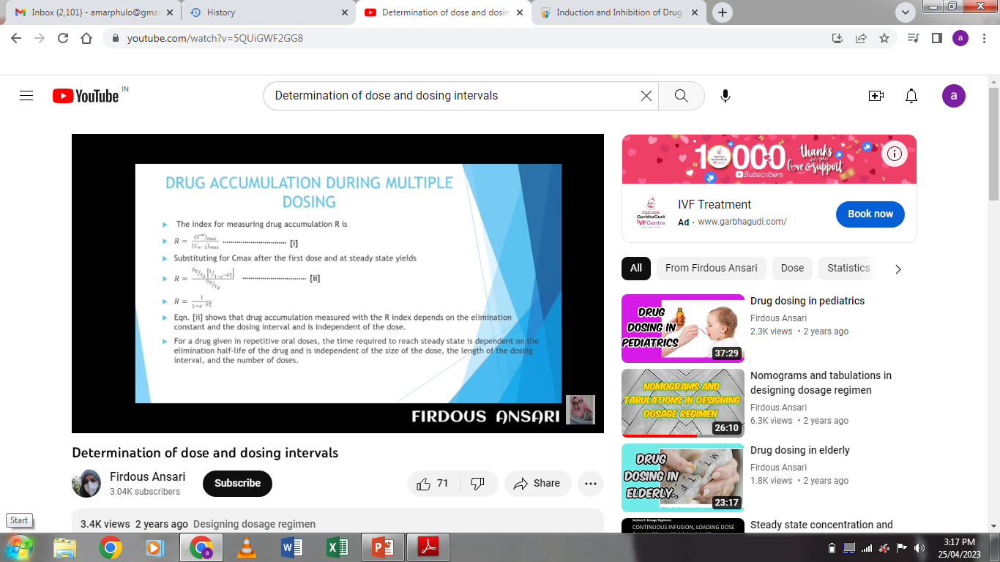 Inbox (2,101) - amarphulo@gma
History
Determination of dose and dosin
Induction and Inhibition of Drug
youtube.com/watch?v=5QUiGWF2GG8
a
YouTube IN
Determination of dose and dosing intervals
a
DRUG ACCUMULATION DURING MULTIPLE
DOSING
The index for measuring drug accumulation R is
R = (C∞)max / (Cn−1)max ................................ [i]
Substituting for Cmax after the first dose and at steady state yields
R = D0/Vd [1/1−e−kτ] / D0/Vd ................................ [ii]
R = 1 / 1−e−kτ
Eqn. [ii] shows that drug accumulation measured with the R index depends on the elimination
constant and the dosing interval and is independent of the dose.
For a drug given in repetitive oral doses, the time required to reach steady state is dependent on the
elimination half-life of the drug and is independent of the size of the dose, the length of the dosing
interval, and the number of doses.
FIRDOUS ANSARI
Determination of dose and dosing intervals
Firdous Ansari
3.04K subscribers
Subscribe
71
Share
3.4K views 2 years ago Designing dosage regimen
10000
Subscribers
thanks
for your
love & support
GarbhaGudi
IVF Centre
IVF Treatment
Ad · www.garbhagudi.com/
Book now
All
From Firdous Ansari
Dose
Statistics
DRUG
DOSING IN
PEDIATRICS
37:29
Drug dosing in pediatrics
Firdous Ansari
2.3K views • 2 years ago
NOMOGRAMS AND
TABULATIONS IN DESIGNING
DOSAGE REGIMEN
26:10
Nomograms and tabulations in
designing dosage regimen
Firdous Ansari
6.3K views • 2 years ago
DRUG
DOSING IN
ELDERLY
23:17
Drug dosing in elderly
Firdous Ansari
1.8K views • 2 years ago
Section 5: Dosage Regimens
CONTINUOUS INFUSION, LOADING DOSE
Steady state concentration and
Start
3:17 PM
25/04/2023